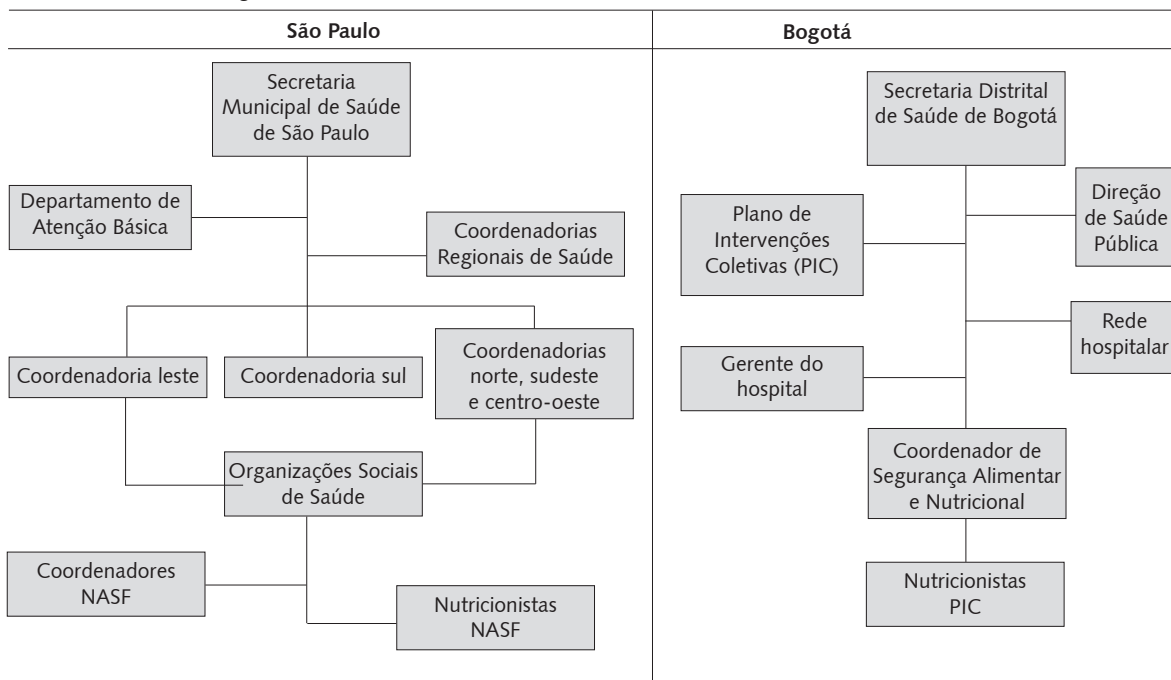 São Paulo
Secretaria
Municipal de Saúde
de São Paulo
Departamento de
Atenção Básica
Coordenadorias
Regionais de Saúde
Coordenadoria leste
Coordenadoria sul
Coordenadorias
norte, sudeste
e centro-oeste
Organizações Sociais
de Saúde
Coordenadores
NASF
Nutricionistas
NASF
Bogotá
Secretaria Distrital
de Saúde de Bogotá
Direção
de Saúde
Pública
Plano de
Intervenções
Coletivas (PIC)
Rede
hospitalar
Gerente do
hospital
Coordenador de
Segurança Alimentar
e Nutricional
Nutricionistas
PIC